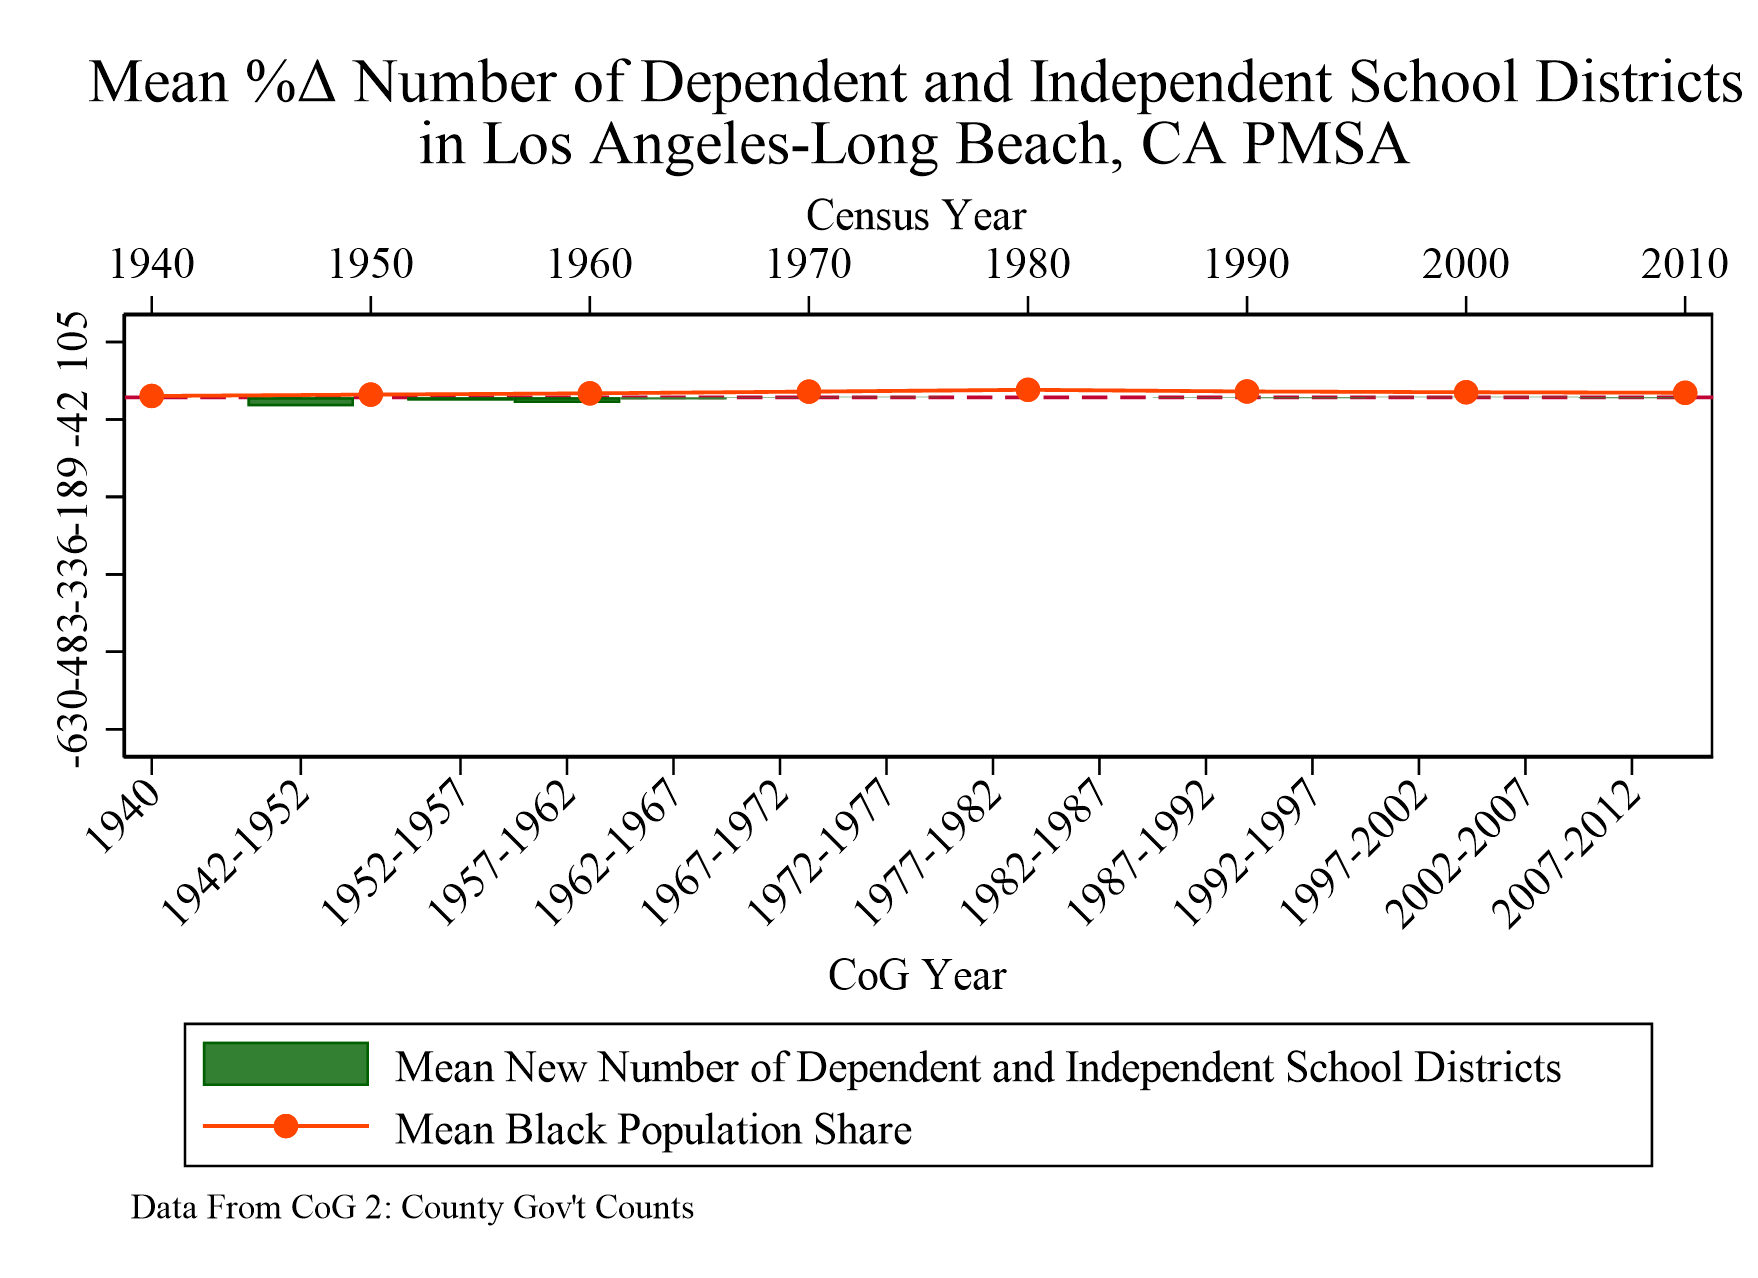 Mean %Δ Number of Dependent and Independent School Districts
in Los Angeles-Long Beach, CA PMSA
Census Year
1940 1950 1960 1970 1980 1990 2000 2010
105
-42
-189
-336
-483
-630
1940 1942-1952 1952-1957 1957-1962 1962-1967 1967-1972 1972-1977 1977-1982 1982-1987 1987-1992 1992-1997 1997-2002 2002-2007 2007-2012
CoG Year
Mean New Number of Dependent and Independent School Districts
Mean Black Population Share
Data From CoG 2: County Gov't Counts